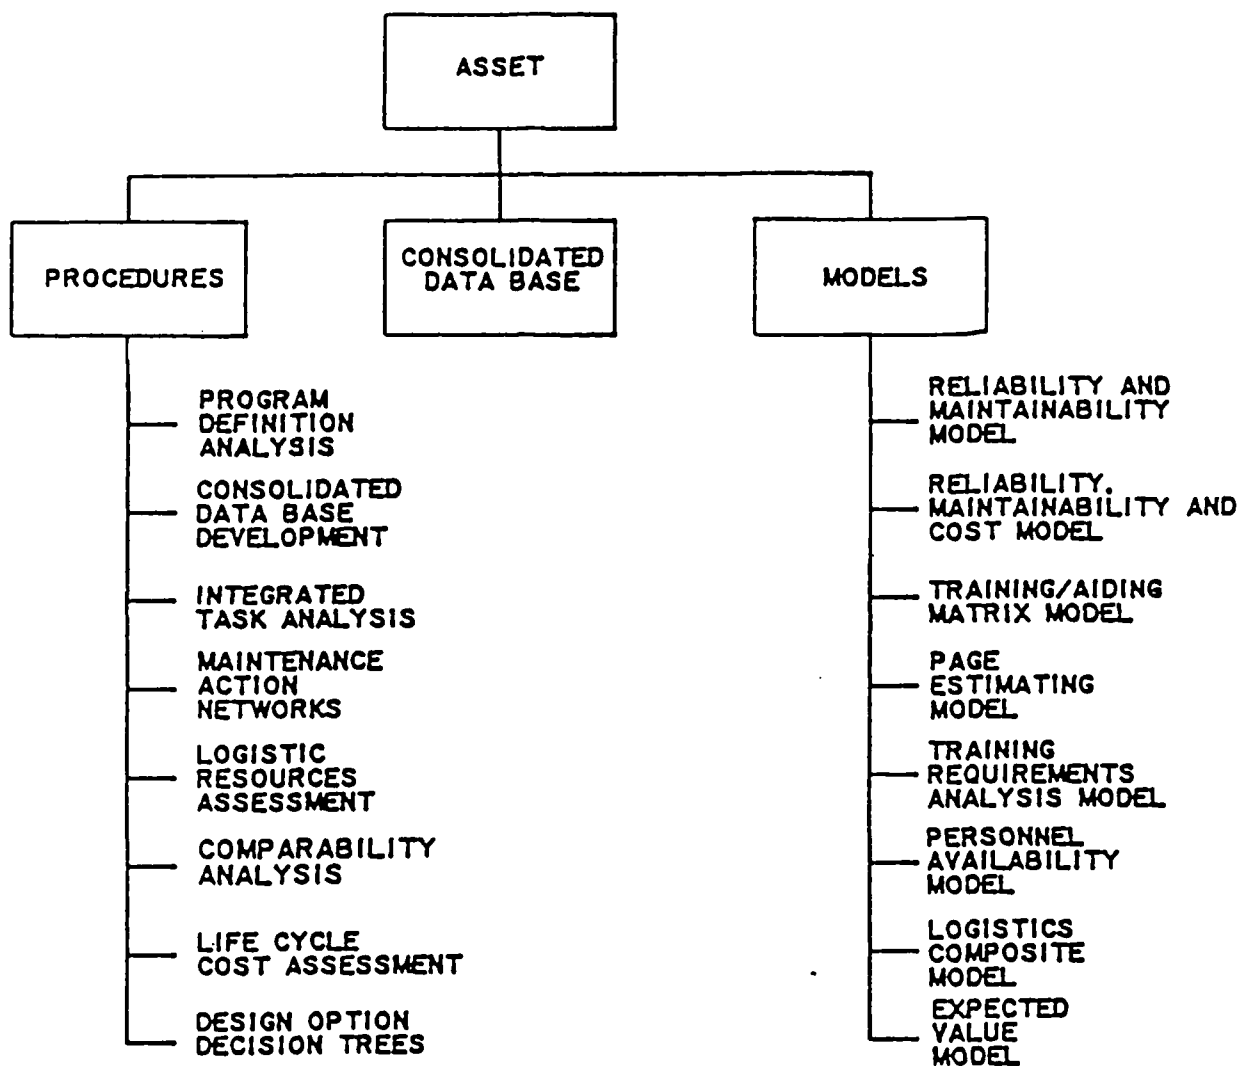 ASSET
PROCEDURES
CONSOLIDATED
DATA BASE
MODELS
PROGRAM
DEFINITION
ANALYSIS
CONSOLIDATED
DATA BASE
DEVELOPMENT
INTEGRATED
TASK ANALYSIS
MAINTENANCE
ACTION
NETWORKS
LOGISTIC
RESOURCES
ASSESSMENT
COMPARABILITY
ANALYSIS
LIFE CYCLE
COST ASSESSMENT
DESIGN OPTION
DECISION TREES
RELIABILITY AND
MAINTAINABILITY
MODEL
RELIABILITY,
MAINTAINABILITY AND
COST MODEL
TRAINING/AIDING
MATRIX MODEL
PAGE
ESTIMATING
MODEL
TRAINING
REQUIREMENTS
ANALYSIS MODEL
PERSONNEL
AVAILABILITY
MODEL
LOGISTICS
COMPOSITE
MODEL
EXPECTED
VALUE
MODEL